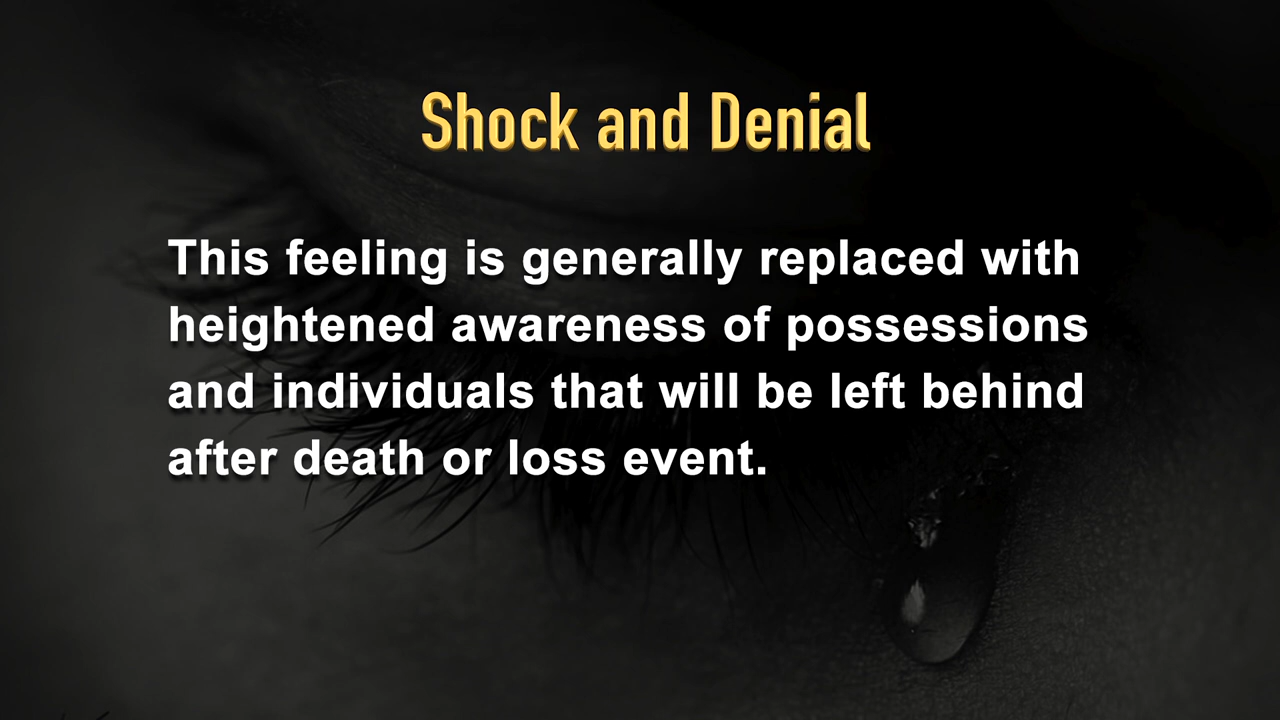 Shock and Denial
This feeling is generally replaced with
heightened awareness of possessions
and individuals that will be left behind
after death or loss event.